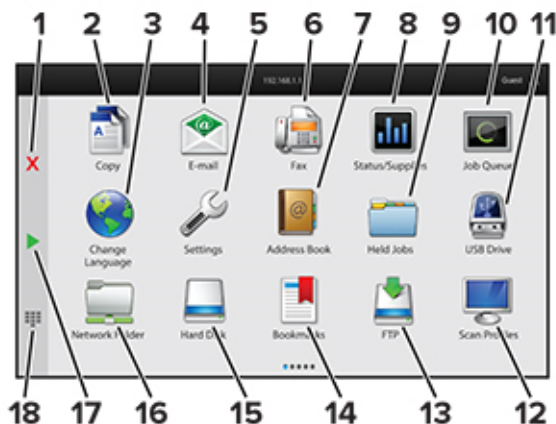 1 2 3 4 5 6 7 8 9 10 11
192.168.1.1
Guest
X
A
@
Copy E-mail Fax Status/Supplies Job Queue
@
Change Language Settings Address Book Held Jobs USB Drive
Network Folder Hard Disk Bookmarks FTP Scan Profiles
18 17 16 15 14 13 12